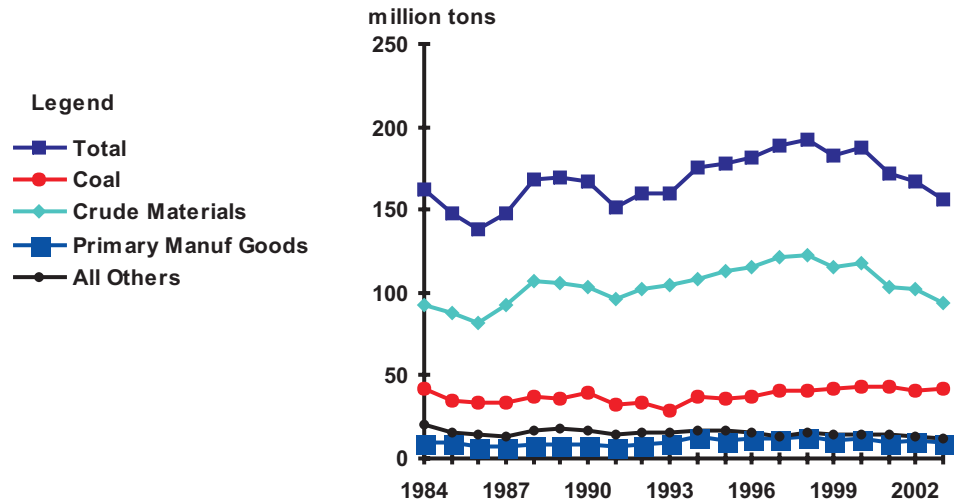 million tons
250
200
150
100
50
0
1984 1987 1990 1993 1996 1999 2002
Legend
Total
Coal
Crude Materials
Primary Manuf Goods
All Others